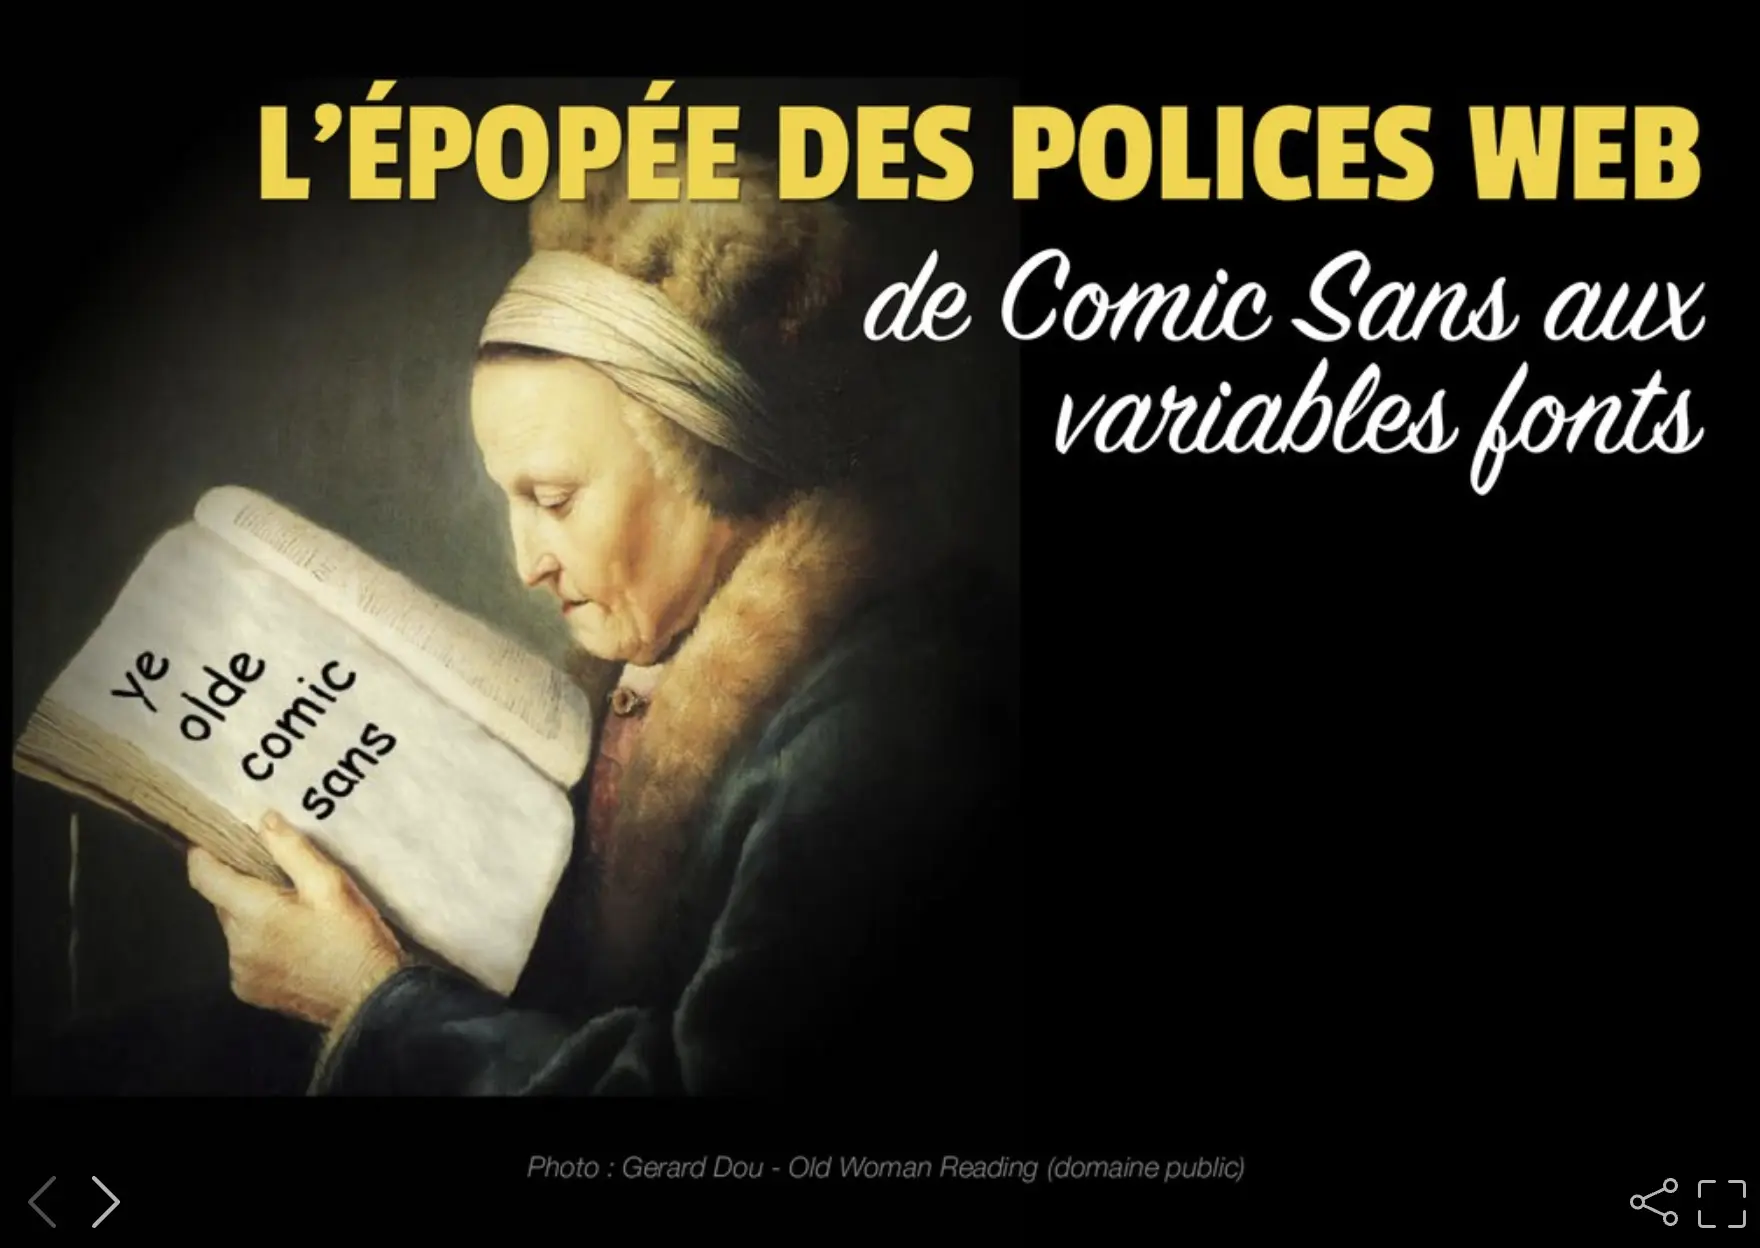 L’ÉPOPÉE DES POLICES WEB
de Comic Sans aux
variables fonts
ye
olde
comic
sans
Photo : Gerard Dou - Old Woman Reading (domaine public)